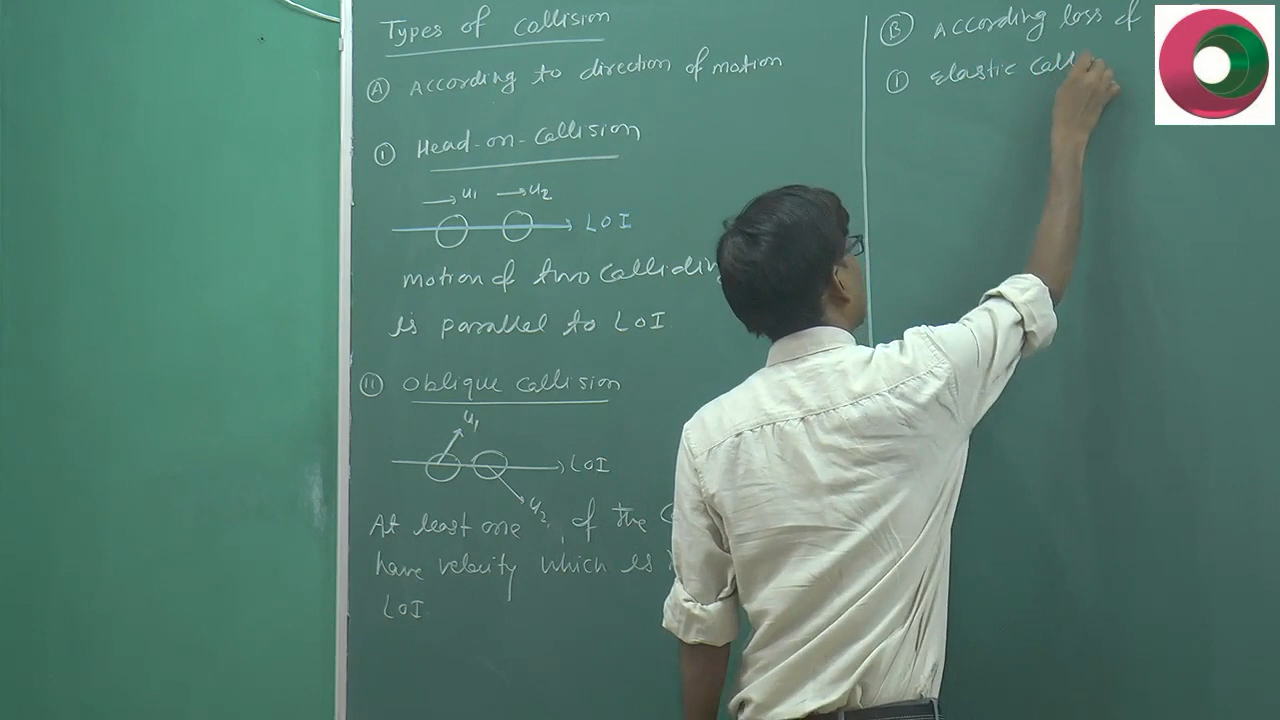 Types of Collision
(A) According to direction of motion
(I) Head-on-Collision
u1 u2
LOI
motion of two Colliding
is parallel to LOI
(II) Oblique Collision
u1
LOI
u2
At least one of the
have velocity which is
LOI
(B) According loss of
(I) Elastic Coll